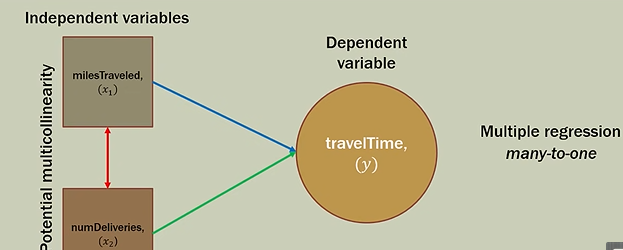 Independent variables
Potential multicollinearity
milesTraveled,
(x₁)
numDeliveries,
(x₂)
Dependent
variable
travelTime,
(y)
Multiple regression
many-to-one